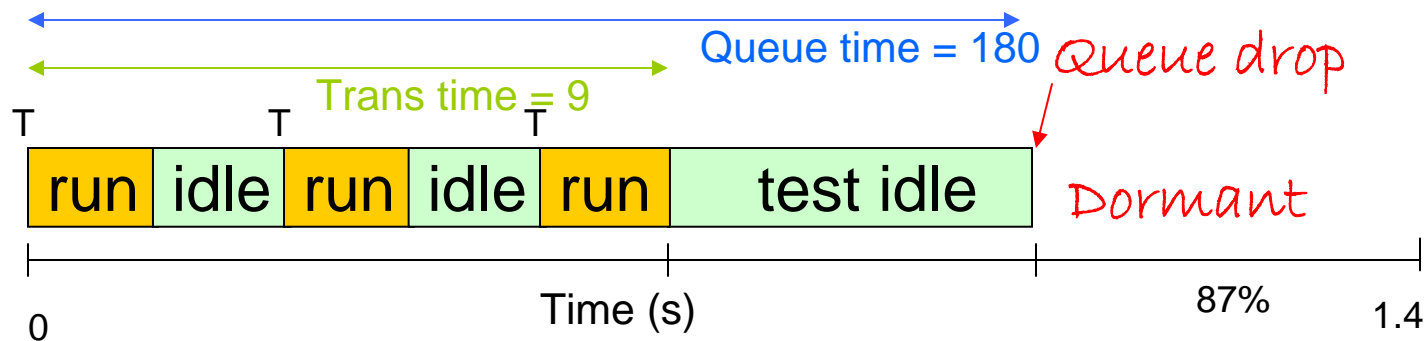 Queue time = 180
Queue drop
Trans time = 9
T T T
run idle run idle run test idle
Dormant
0 Time (s) 87% 1.4